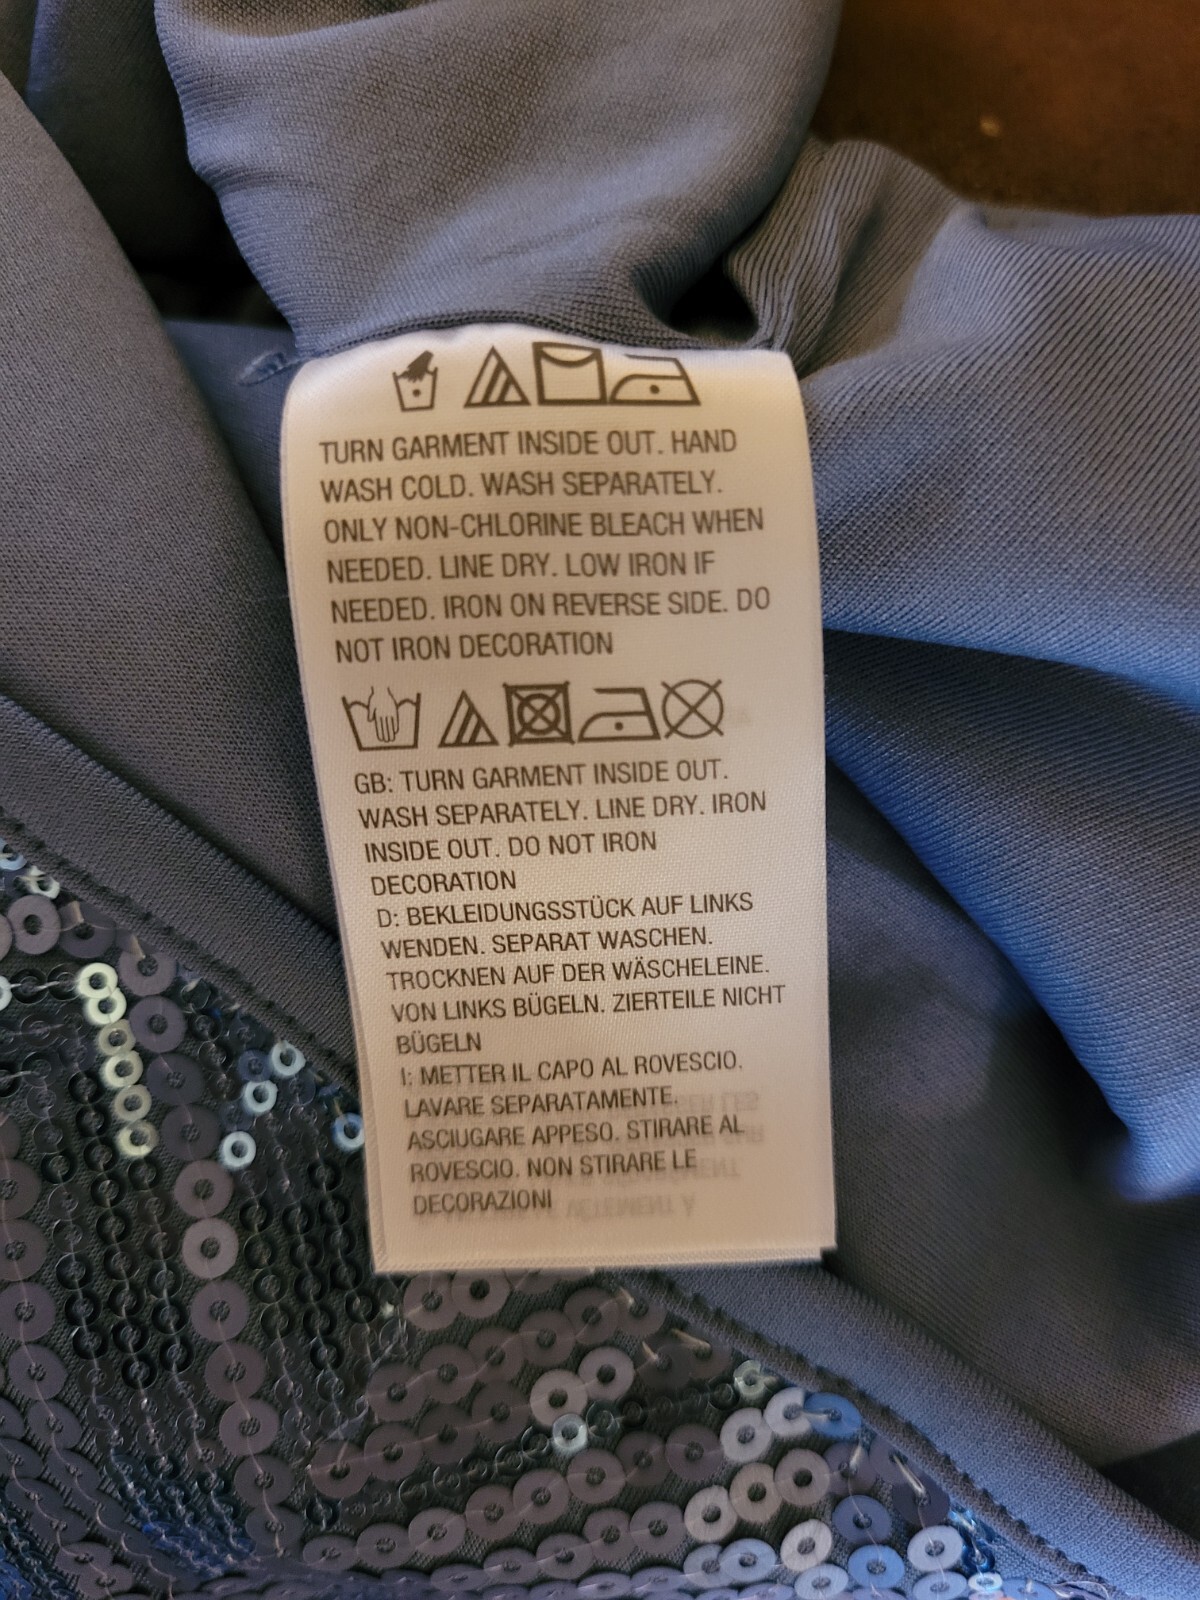 TURN GARMENT INSIDE OUT. HAND
WASH COLD. WASH SEPARATELY.
ONLY NON-CHLORINE BLEACH WHEN
NEEDED. LINE DRY. LOW IRON IF
NEEDED. IRON ON REVERSE SIDE. DO
NOT IRON DECORATION
GB: TURN GARMENT INSIDE OUT.
WASH SEPARATELY. LINE DRY. IRON
INSIDE OUT. DO NOT IRON
DECORATION
D: BEKLEIDUNGSSTÜCK AUF LINKS
WENDEN. SEPARAT WASCHEN.
TROCKNEN AUF DER WÄSCHELEINE.
VON LINKS BÜGELN. ZIERTEILE NICHT
BÜGELN
I: METTER IL CAPO AL ROVESCIO.
LAVARE SEPARATAMENTE.
ASCIUGARE APPESO. STIRARE AL
ROVESCIO. NON STIRARE LE
DECORAZIONI